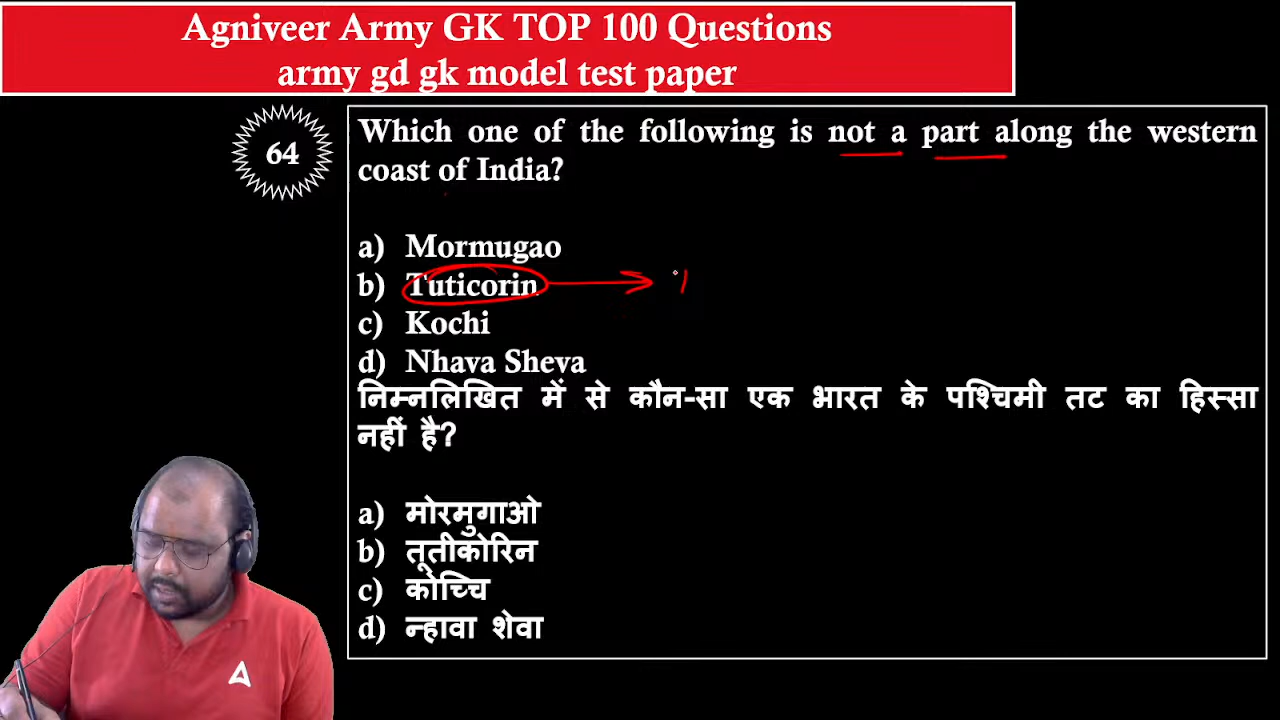 Agniveer Army GK TOP 100 Questions
army gd gk model test paper
64
Which one of the following is not a part along the western
coast of India?
a) Mormugao
b) Tuticorin
c) Kochi
d) Nhava Sheva
निम्नलिखित में से कौन-सा एक भारत के पश्चिमी तट का हिस्सा
नहीं है?
a) मोरमुगाओ
b) तूतीकोरिन
c) कोच्चि
d) न्हावा शेवा